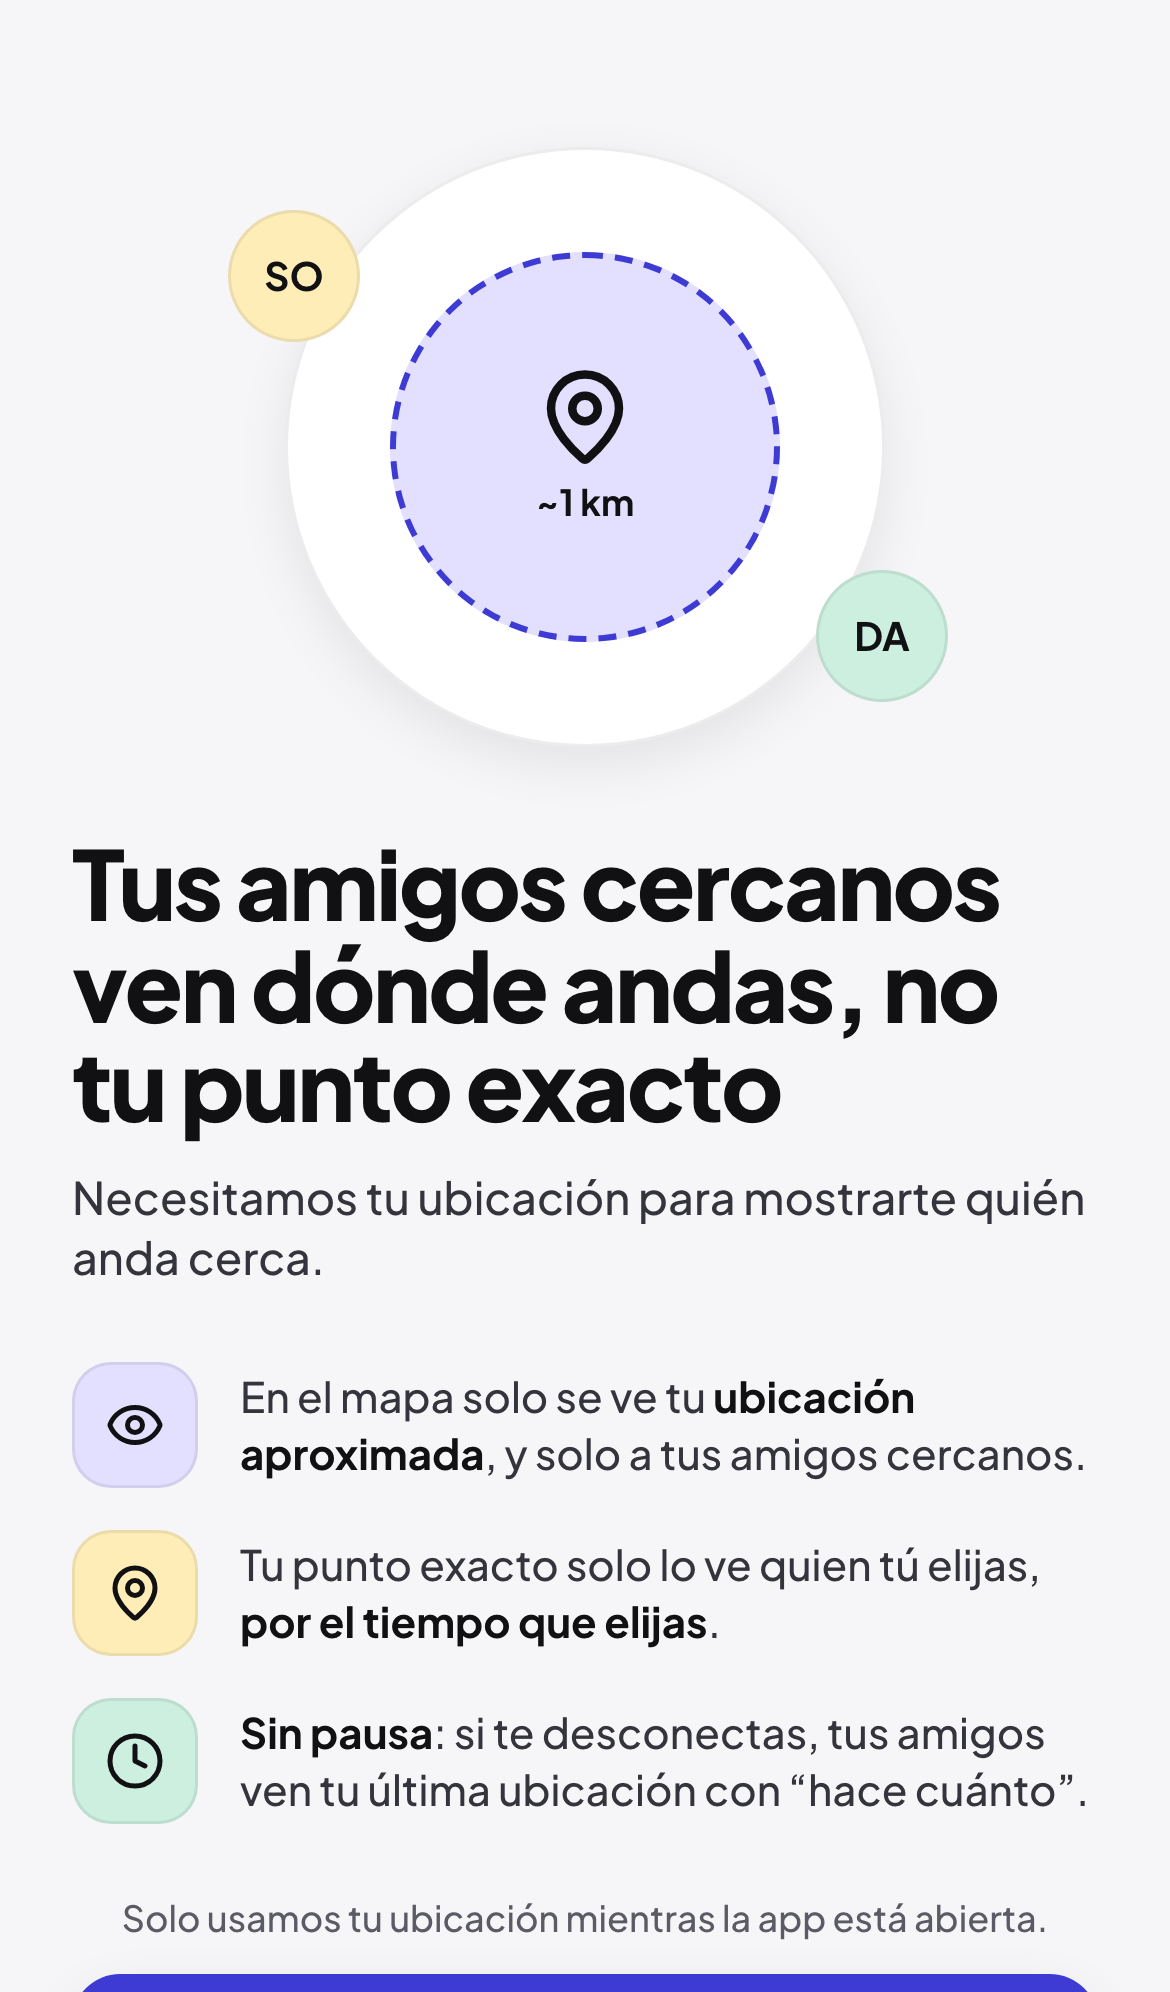 SO
~1 km
DA
Tus amigos cercanos
ven dónde andas, no
tu punto exacto
Necesitamos tu ubicación para mostrarte quién
anda cerca.
En el mapa solo se ve tu ubicación
aproximada, y solo a tus amigos cercanos.
Tu punto exacto solo lo ve quien tú elijas,
por el tiempo que elijas.
Sin pausa: si te desconectas, tus amigos
ven tu última ubicación con “hace cuánto”.
Solo usamos tu ubicación mientras la app está abierta.